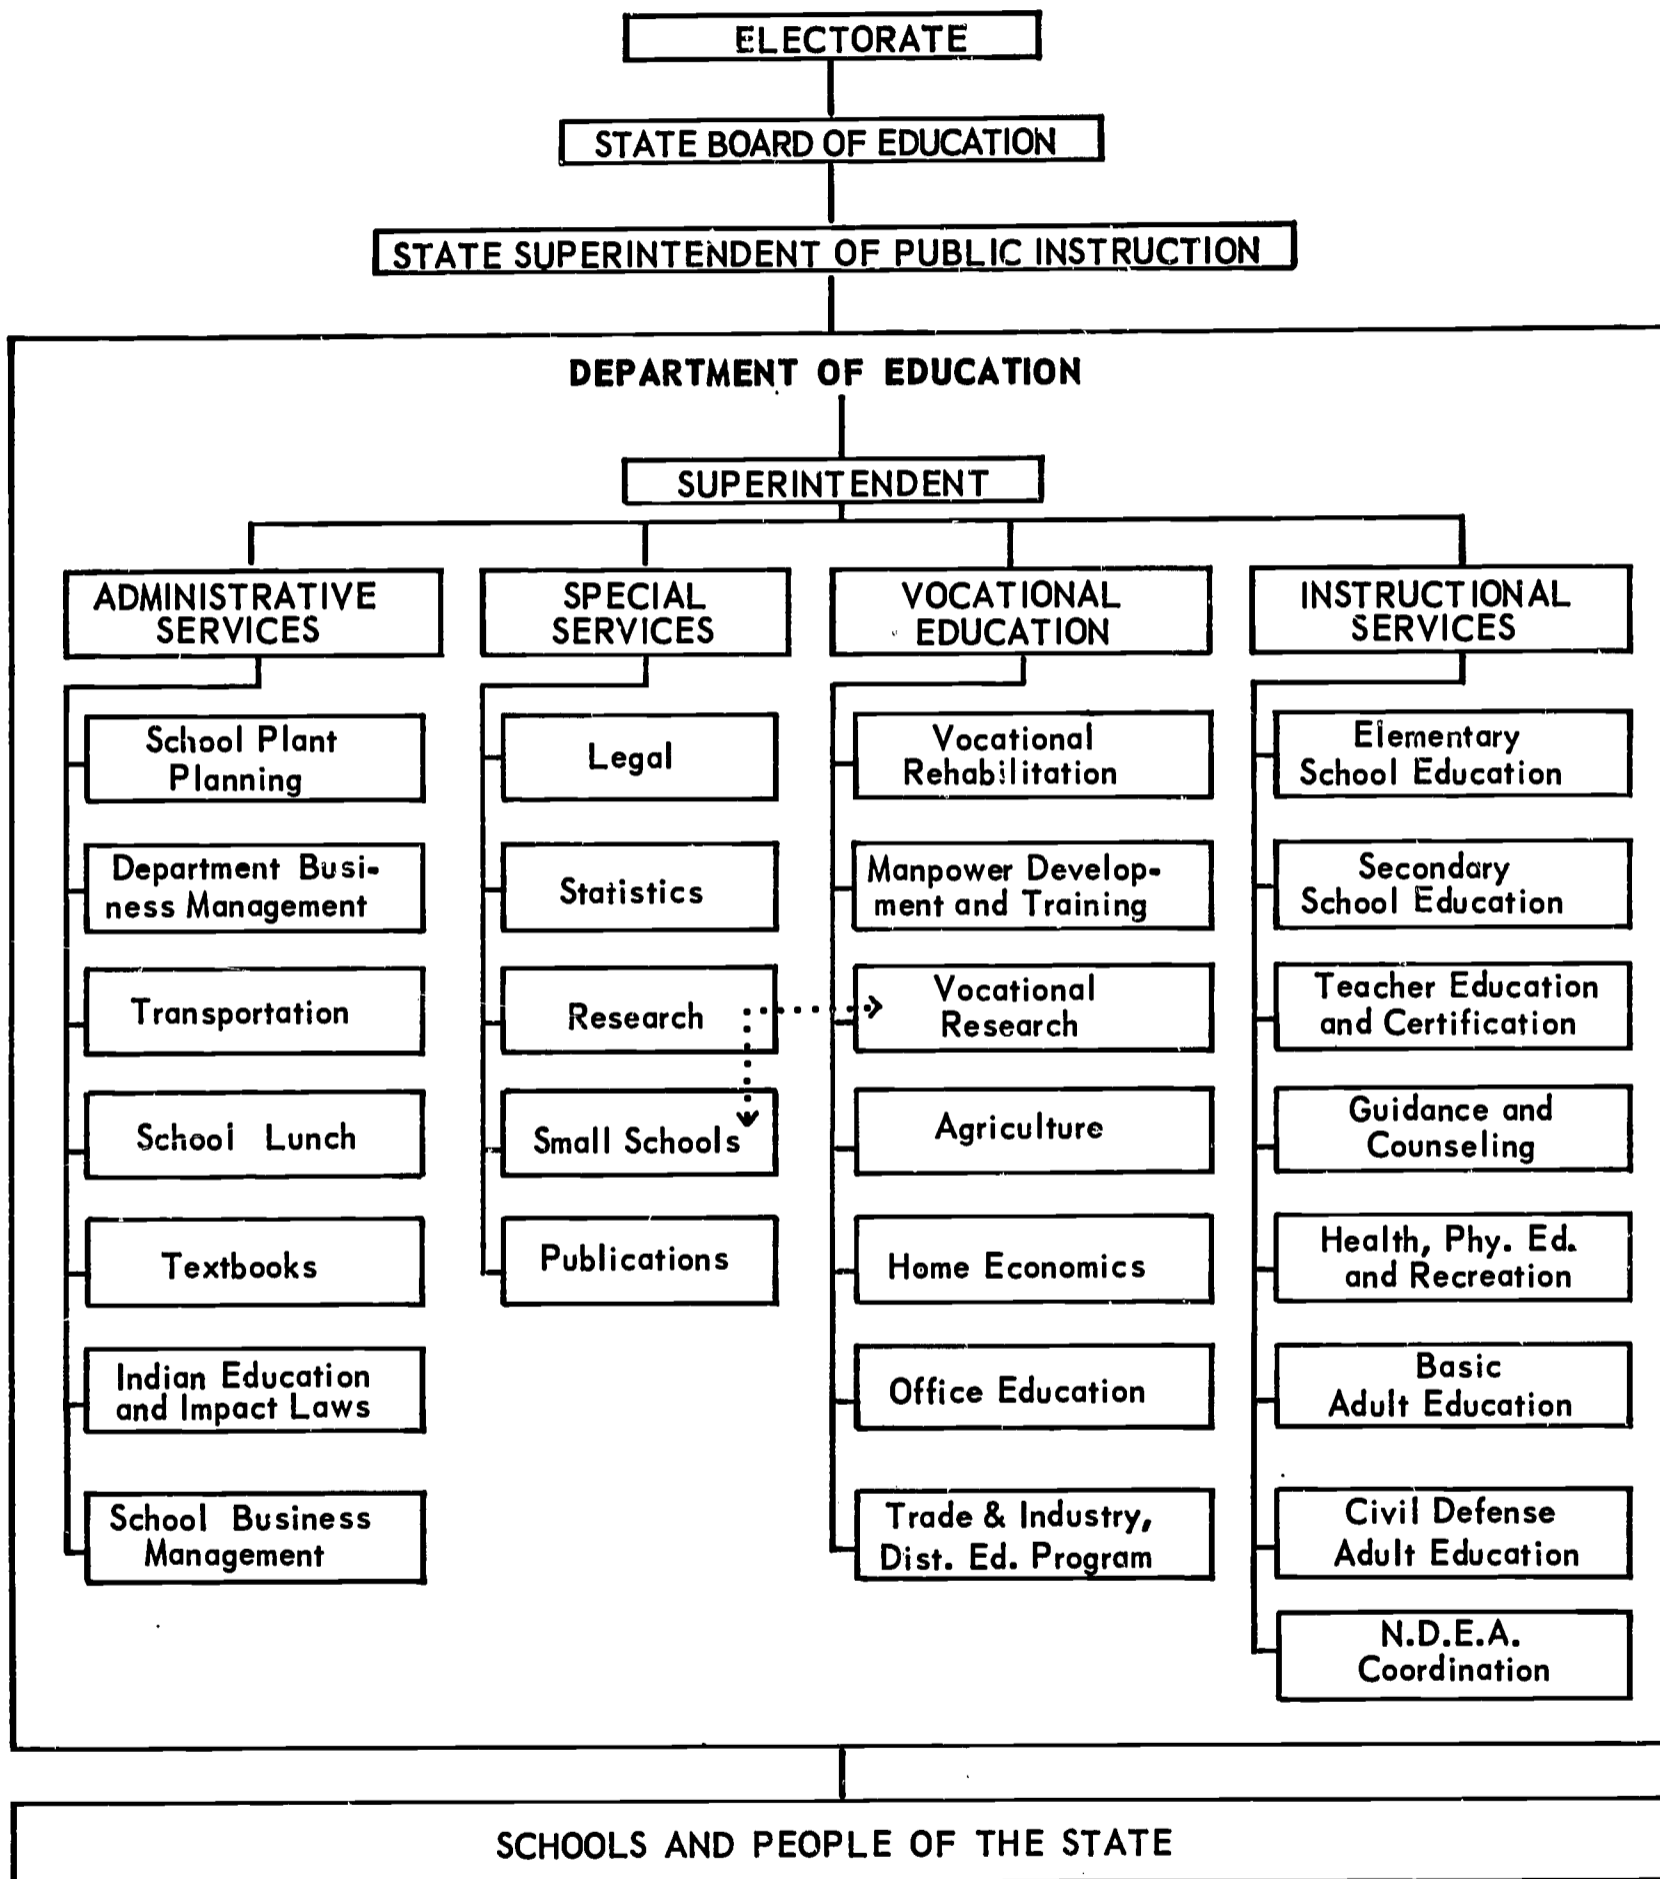 ELECTORATE
STATE BOARD OF EDUCATION
STATE SUPERINTENDENT OF PUBLIC INSTRUCTION
DEPARTMENT OF EDUCATION
SUPERINTENDENT
ADMINISTRATIVE
SERVICES
School Plant
Planning
Department Busi-
ness Management
Transportation
School Lunch
Textbooks
Indian Education
and Impact Laws
School Business
Management
SPECIAL
SERVICES
Legal
Statistics
Research
Small Schools
Publications
VOCATIONAL
EDUCATION
Vocational
Rehabilitation
Manpower Develop-
ment and Training
Vocational
Research
Agriculture
Home Economics
Office Education
Trade & Industry,
Dist. Ed. Program
INSTRUCTIONAL
SERVICES
Elementary
School Education
Secondary
School Education
Teacher Education
and Certification
Guidance and
Counseling
Health, Phy. Ed.
and Recreation
Basic
Adult Education
Civil Defense
Adult Education
N.D.E.A.
Coordination
SCHOOLS AND PEOPLE OF THE STATE